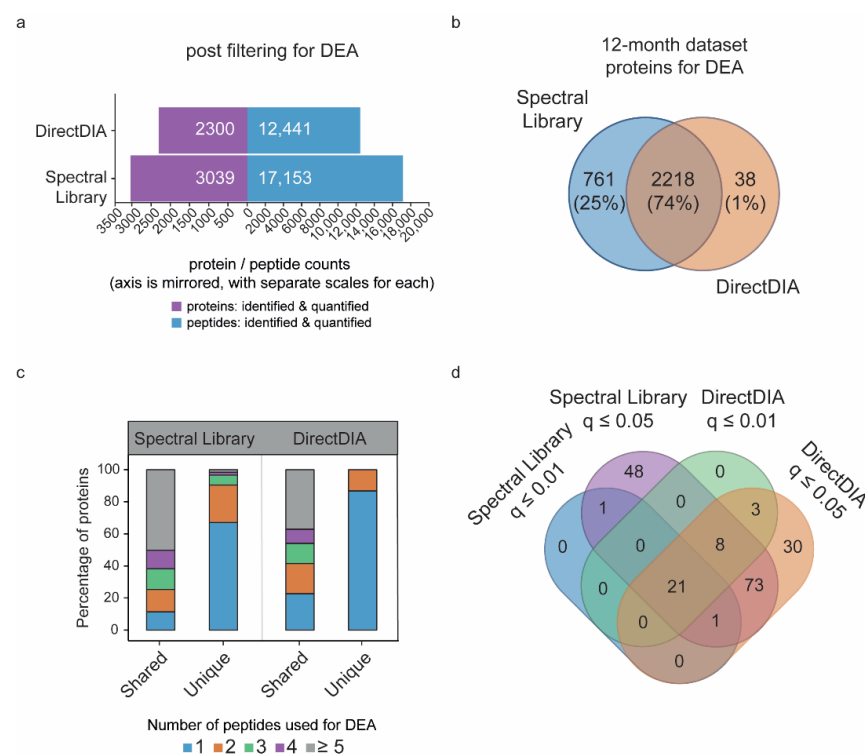 a
post filtering for DEA
DirectDIA
2300
12,441
Spectral
Library
3039
17,153
3500
3000
2500
2000
1500
1000
500
0
2000
4000
6000
8000
10,000
12,000
14,000
16,000
18,000
20,000
protein / peptide counts
(axis is mirrored, with separate scales for each)
proteins: identified & quantified
peptides: identified & quantified
b
12-month dataset
proteins for DEA
Spectral
Library
761
(25%)
2218
(74%)
38
(1%)
DirectDIA
c
Spectral Library
DirectDIA
Percentage of proteins
100
80
60
40
20
0
Shared
Unique
Shared
Unique
Number of peptides used for DEA
1 2 3 4 ≥ 5
d
Spectral Library
q ≤ 0.01
Spectral Library
q ≤ 0.05
DirectDIA
q ≤ 0.01
DirectDIA
q ≤ 0.05
48
0
1
0
3
0
0
8
30
0
21
73
0
1
0